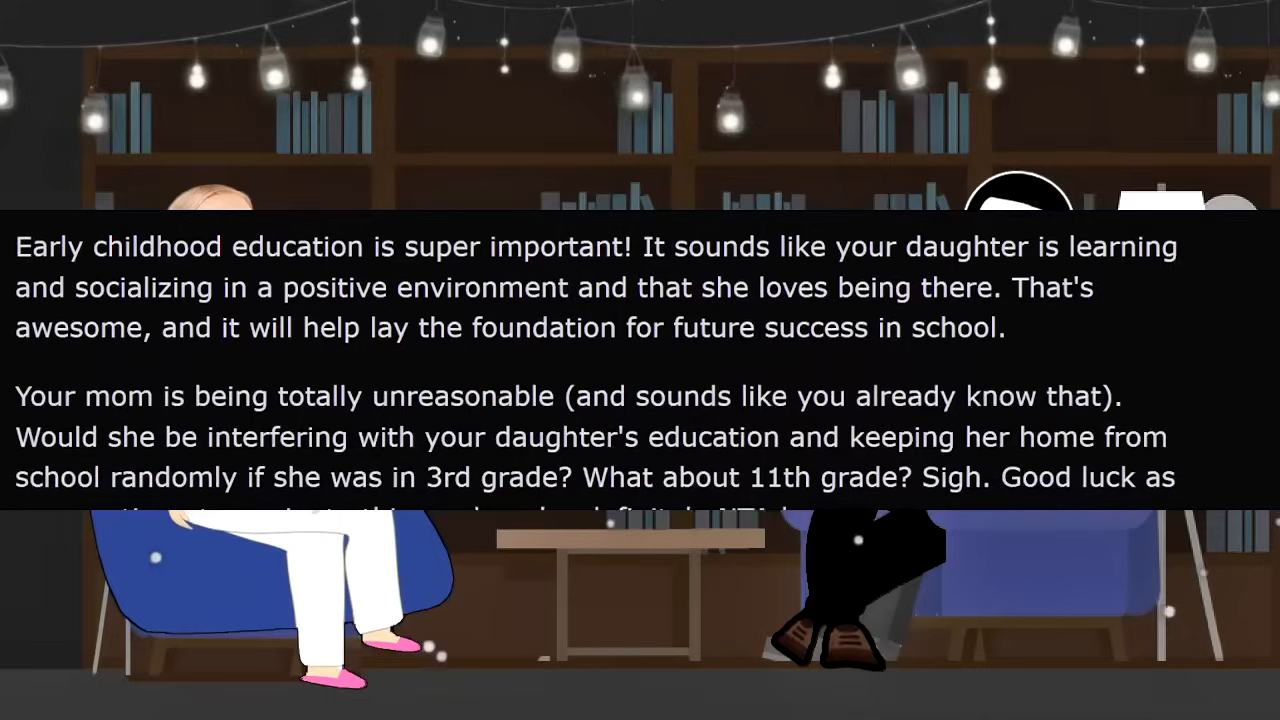 Early childhood education is super important! It sounds like your daughter is learning
and socializing in a positive environment and that she loves being there. That's
awesome, and it will help lay the foundation for future success in school.
Your mom is being totally unreasonable (and sounds like you already know that).
Would she be interfering with your daughter's education and keeping her home from
school randomly if she was in 3rd grade? What about 11th grade? Sigh. Good luck as